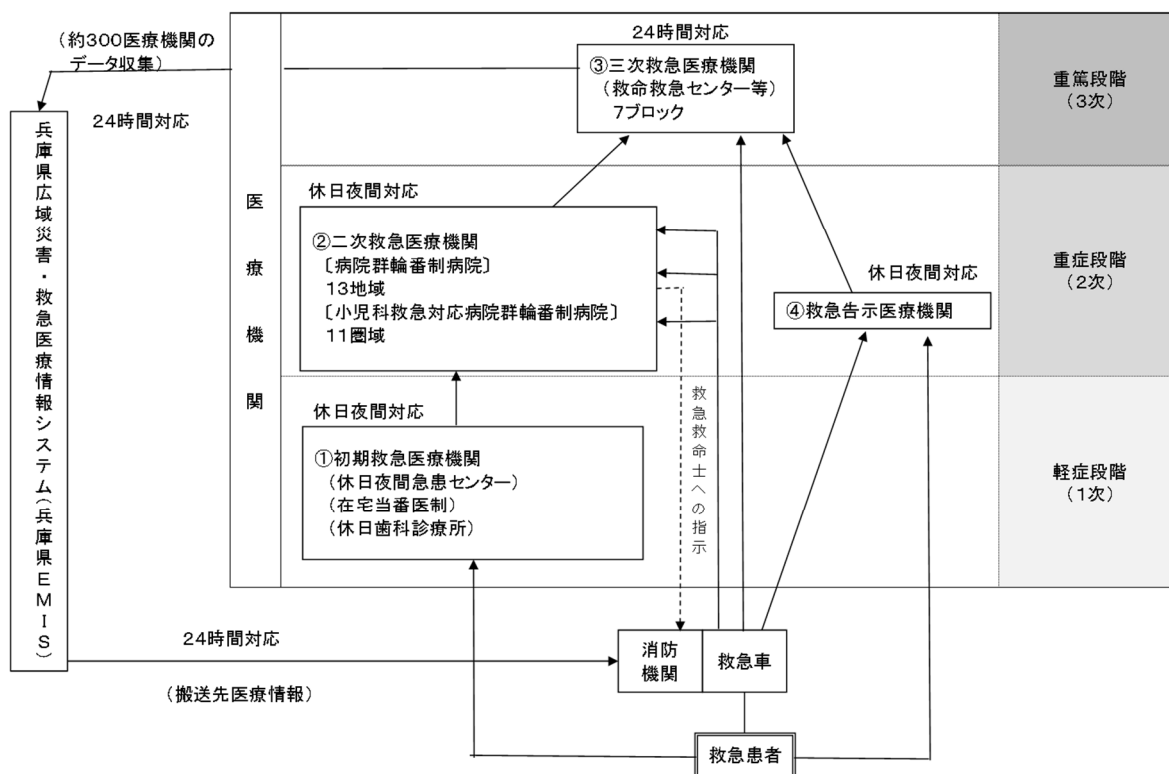 (約300医療機関の
データ収集)
24時間対応
兵庫県広域災害・救急医療情報システム(兵庫県EMIS)
医療機関
24時間対応
③三次救急医療機関
(救命救急センター等)
7ブロック
重篤段階
(3次)
休日夜間対応
②二次救急医療機関
〔病院群輪番制病院〕
13地域
〔小児科救急対応病院群輪番制病院〕
11圏域
休日夜間対応
④救急告示医療機関
重症段階
(2次)
休日夜間対応
①初期救急医療機関
(休日夜間急患センター)
(在宅当番医制)
(休日歯科診療所)
救急救命士への指示
軽症段階
(1次)
24時間対応
(搬送先医療情報)
消防
機関
救急車
救急患者